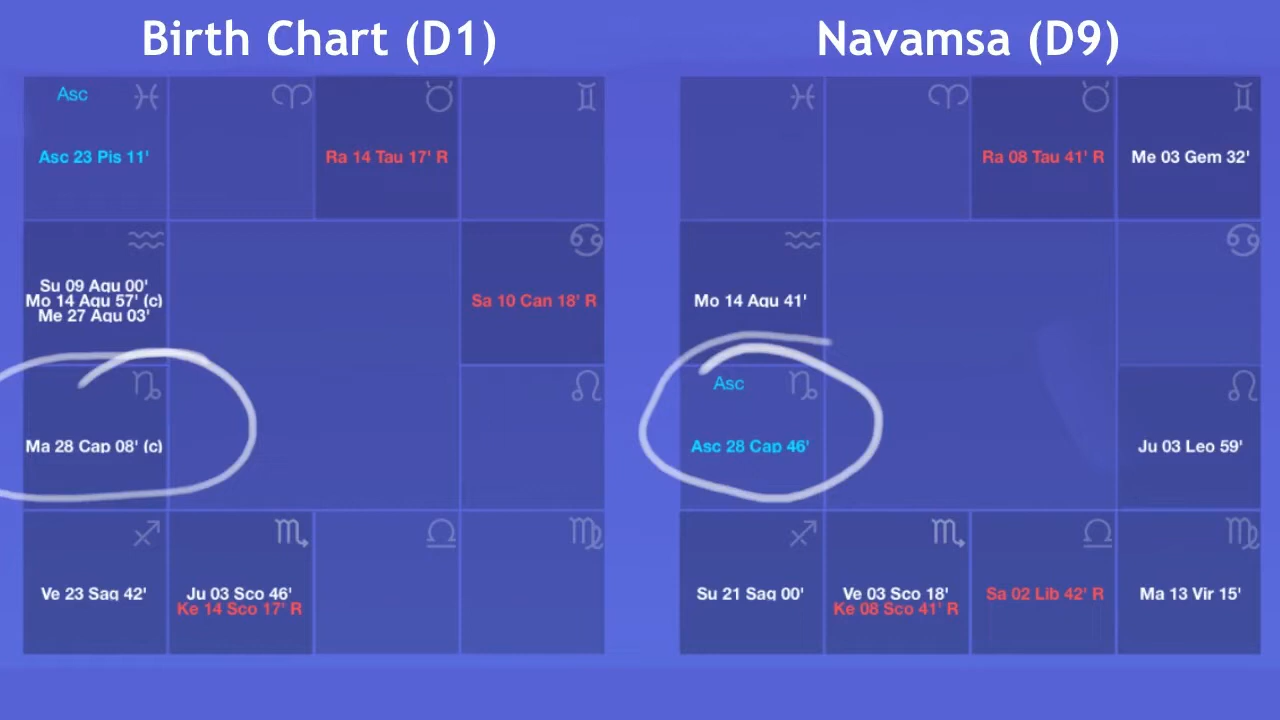 Birth Chart (D1)
Asc
Asc 23 Pis 11'
Ra 14 Tau 17' R
Su 09 Aqu 00'
Mo 14 Aqu 57' (c)
Me 27 Aqu 03'
Sa 10 Can 18' R
Ma 28 Cap 08' (c)
Ve 23 Sag 42'
Ju 03 Sco 46'
Ke 14 Sco 17' R
Navamsa (D9)
Ra 08 Tau 41' R
Me 03 Gem 32'
Mo 14 Aqu 41'
Asc
Asc 28 Cap 46'
Ju 03 Leo 59'
Su 21 Sag 00'
Ve 03 Sco 18'
Ke 08 Sco 41' R
Sa 02 Lib 42' R
Ma 13 Vir 15'